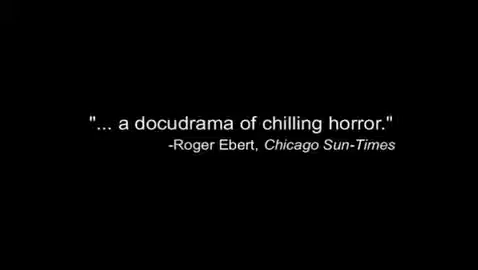 "... a docudrama of chilling horror."
-Roger Ebert, Chicago Sun-Times